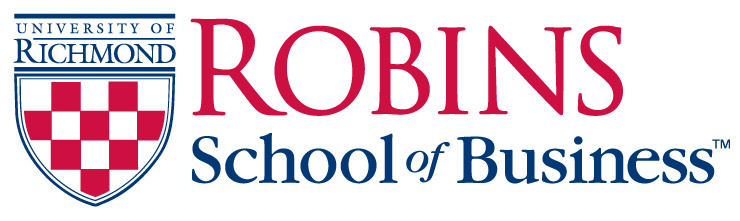 UNIVERSITY OF
RICHMOND
ROBINS
School of Business™